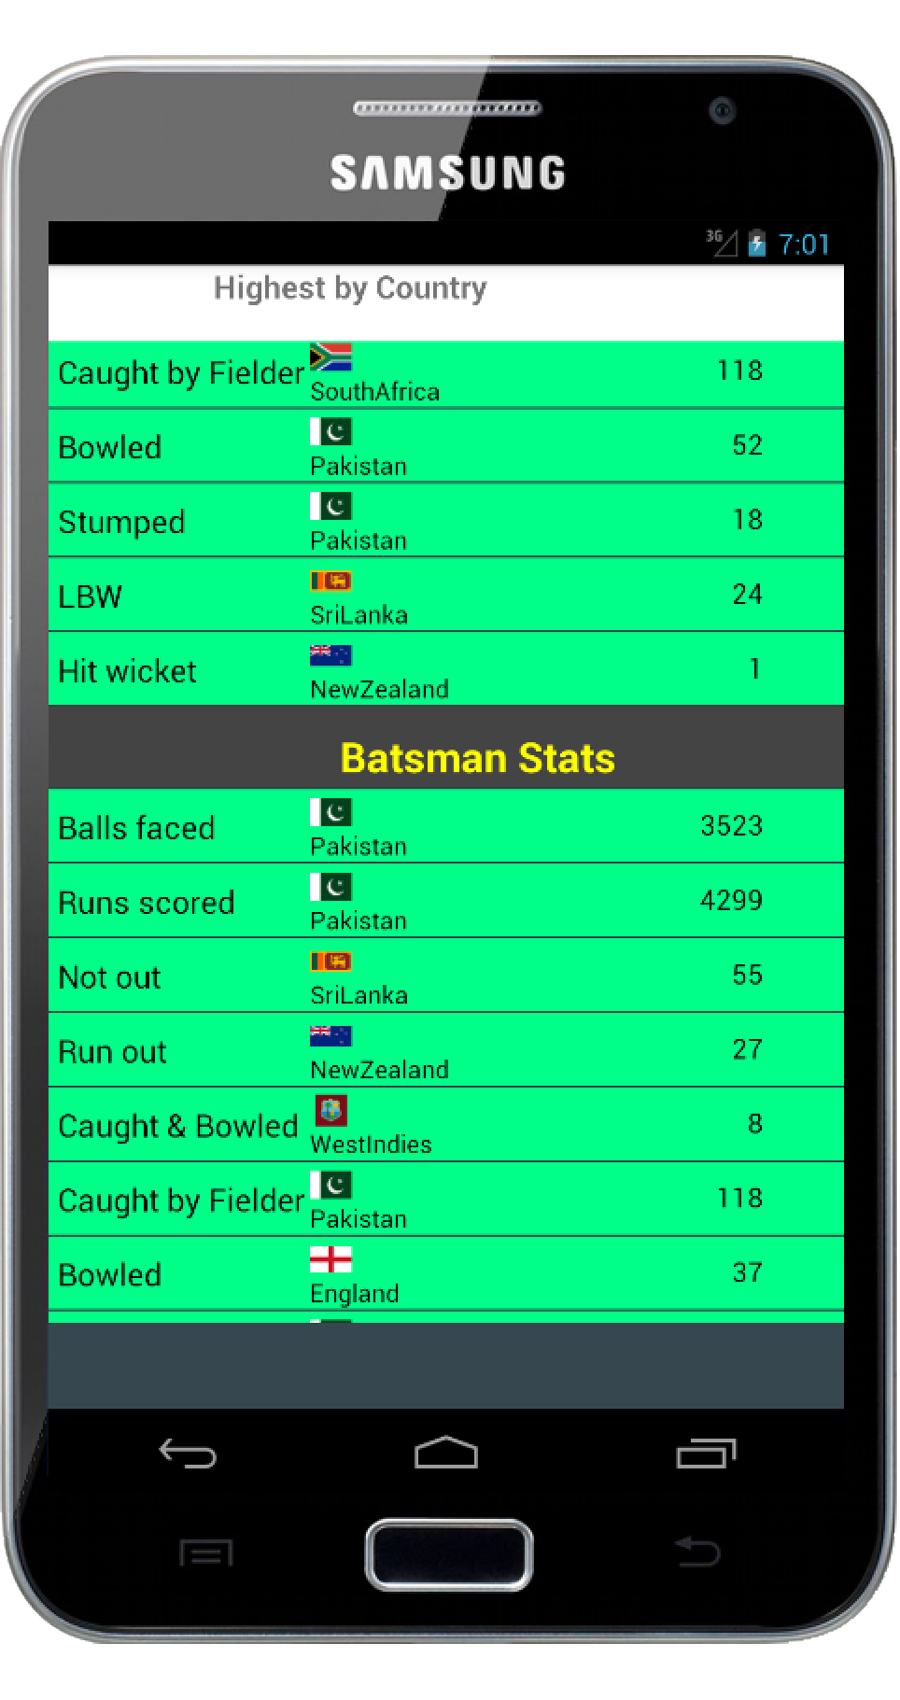 SAMSUNG
3G 7:01
Highest by Country
Caught by Fielder SouthAfrica 118
Bowled Pakistan 52
Stumped Pakistan 18
LBW SriLanka 24
Hit wicket NewZealand 1
Batsman Stats
Balls faced Pakistan 3523
Runs scored Pakistan 4299
Not out SriLanka 55
Run out NewZealand 27
Caught & Bowled WestIndies 8
Caught by Fielder Pakistan 118
Bowled England 37